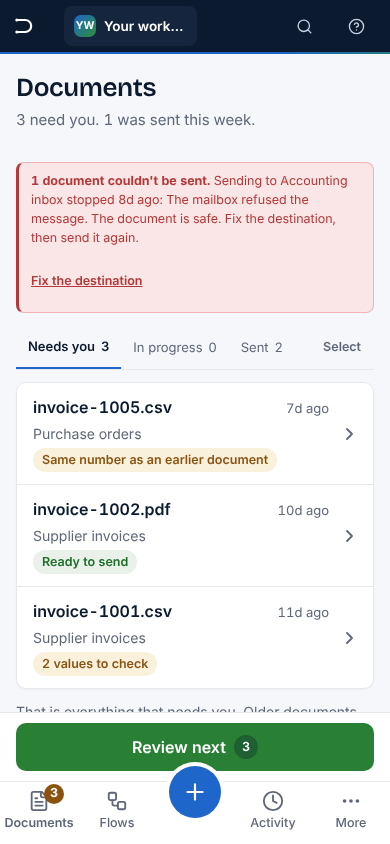 YW Your work...
Documents
3 need you. 1 was sent this week.
1 document couldn't be sent. Sending to Accounting
inbox stopped 8d ago: The mailbox refused the
message. The document is safe. Fix the destination,
then send it again.
Fix the destination
Needs you 3 In progress 0 Sent 2 Select
invoice-1005.csv 7d ago
Purchase orders
Same number as an earlier document
invoice-1002.pdf 10d ago
Supplier invoices
Ready to send
invoice-1001.csv 11d ago
Supplier invoices
2 values to check
That is everything that needs you. Older documents
Review next 3
3
Documents Flows Activity More